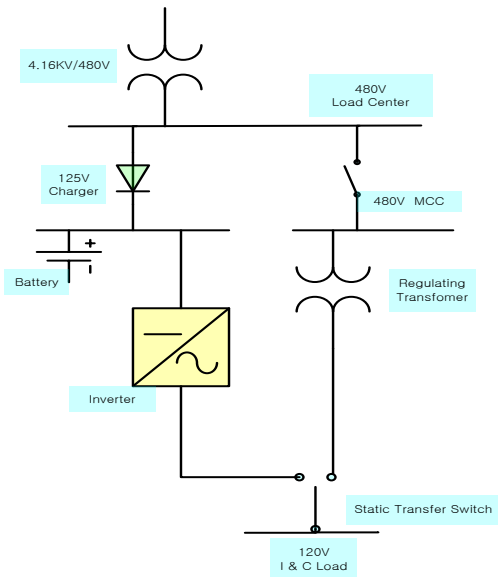 4.16KV/480V
480V
Load Center
125V
Charger
480V MCC
+
Battery
Regulating
Transfomer
Inverter
Static Transfer Switch
120V
I & C Load